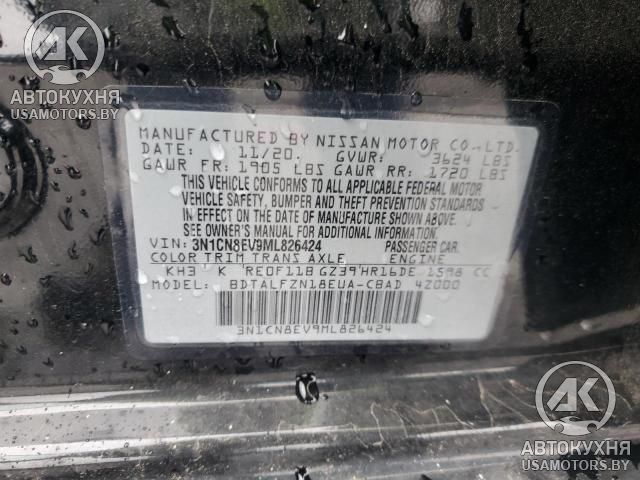 AK
АВТОКУХНЯ
USAMOTORS.BY
MANUFACTURED BY NISSAN MOTOR CO.,LTD.
DATE: 11/20. GVWR: 3624 LBS
GAWR FR: 1905 LBS GAWR RR: 1720 LBS
THIS VEHICLE CONFORMS TO ALL APPLICABLE FEDERAL MOTOR
VEHICLE SAFETY, BUMPER AND THEFT PREVENTION STANDARDS
IN EFFECT ON THE DATE OF MANUFACTURE SHOWN ABOVE.
SEE OWNER'S MANUAL FOR ADDITIONAL INFORMATION.
VIN: 3N1CN8EV9ML826424 PASSENGER CAR.
COLOR TRIM TRANS AXLE ENGINE
KH3 K RE0F11B GZ39 HR16DE 1598 CC
MODEL: BDTALFZN18EUA-CBAD 4Z000
3N1CN8EV9ML826424
AK
АВТОКУХНЯ
USAMOTORS.BY